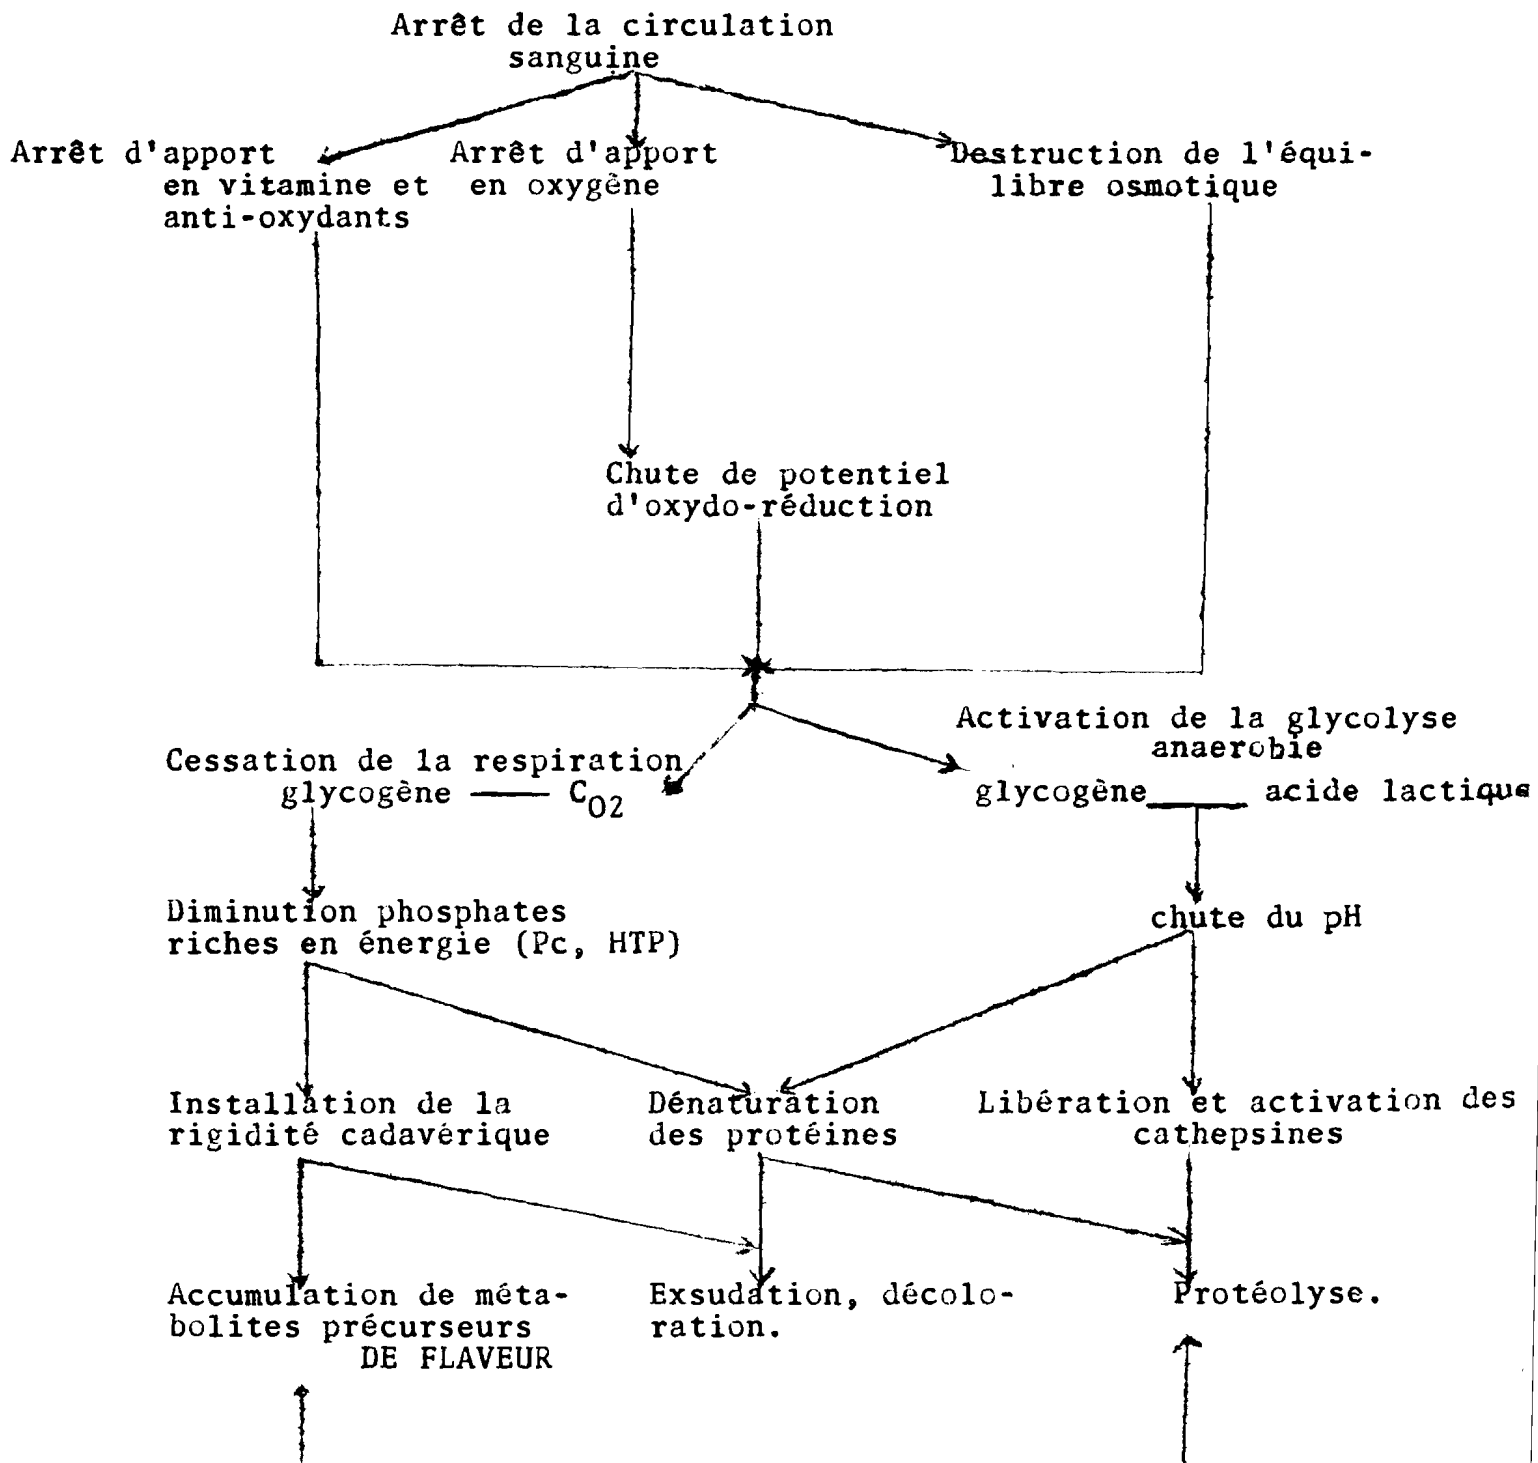 Arrêt de la circulation
sanguine
Arrêt d'apport
en vitamine et
anti-oxydants
Arrêt d'apport
en oxygène
Destruction de l'équi-
libre osmotique
Chute de potentiel
d'oxydo-réduction
Cessation de la respiration
glycogène — CO2
Activation de la glycolyse
anaerobie
glycogène ___ acide lactique
Diminution phosphates
riches en énergie (Pc, HTP)
chute du pH
Installation de la
rigidité cadavérique
Dénaturation
des protéines
Libération et activation des
cathepsines
Accumulation de méta-
bolites précurseurs
DE FLAVEUR
Exsudation, décolo-
ration.
Protéolyse.